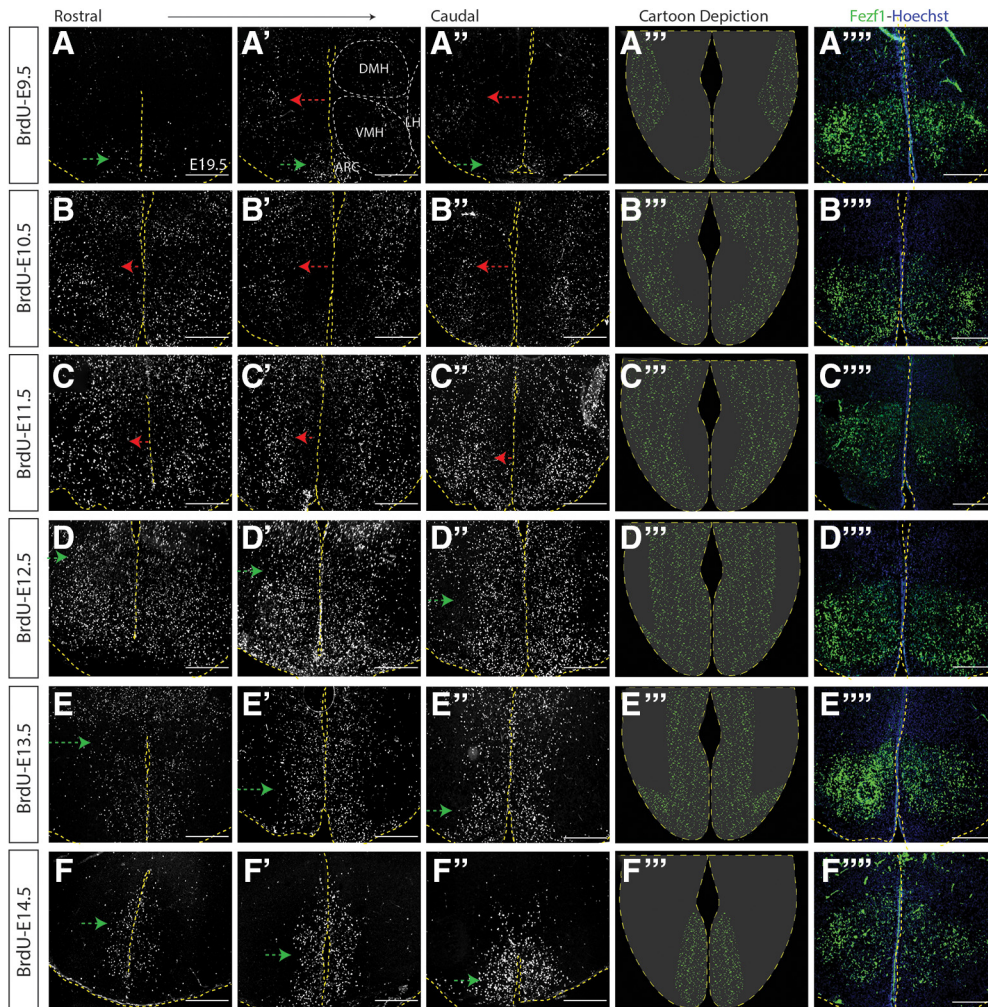 Rostral Caudal Cartoon Depiction Fezf1-Hoechst
BrdU-E9.5
A A' A'' A''' A''''
DMH
VMH
LH
ARC
E19.5
BrdU-E10.5
B B' B'' B''' B''''
BrdU-E11.5
C C' C'' C''' C''''
BrdU-E12.5
D D' D'' D''' D''''
BrdU-E13.5
E E' E'' E''' E''''
BrdU-E14.5
F F' F'' F''' F''''